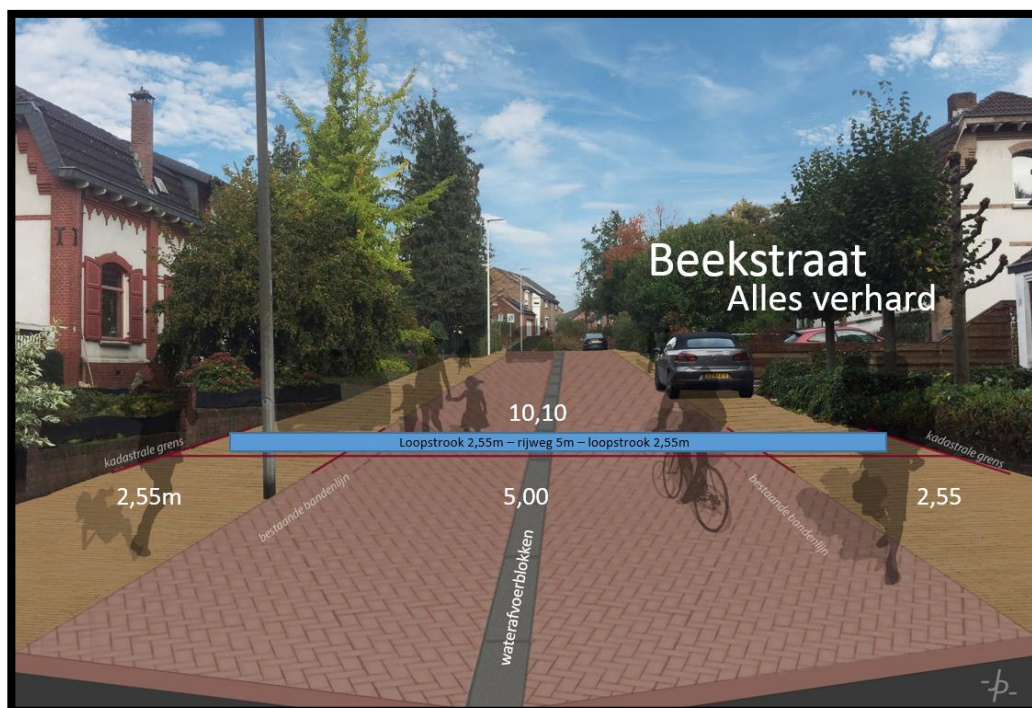 Beekstraat
Alles verhard
10,10
Loopstrook 2,55m – rijweg 5m – loopstrook 2,55m
kadastrale grens
kadastrale grens
2,55m
5,00
2,55
bestaande bandenlijn
bestaande bandenlijn
waterafvoerblokken